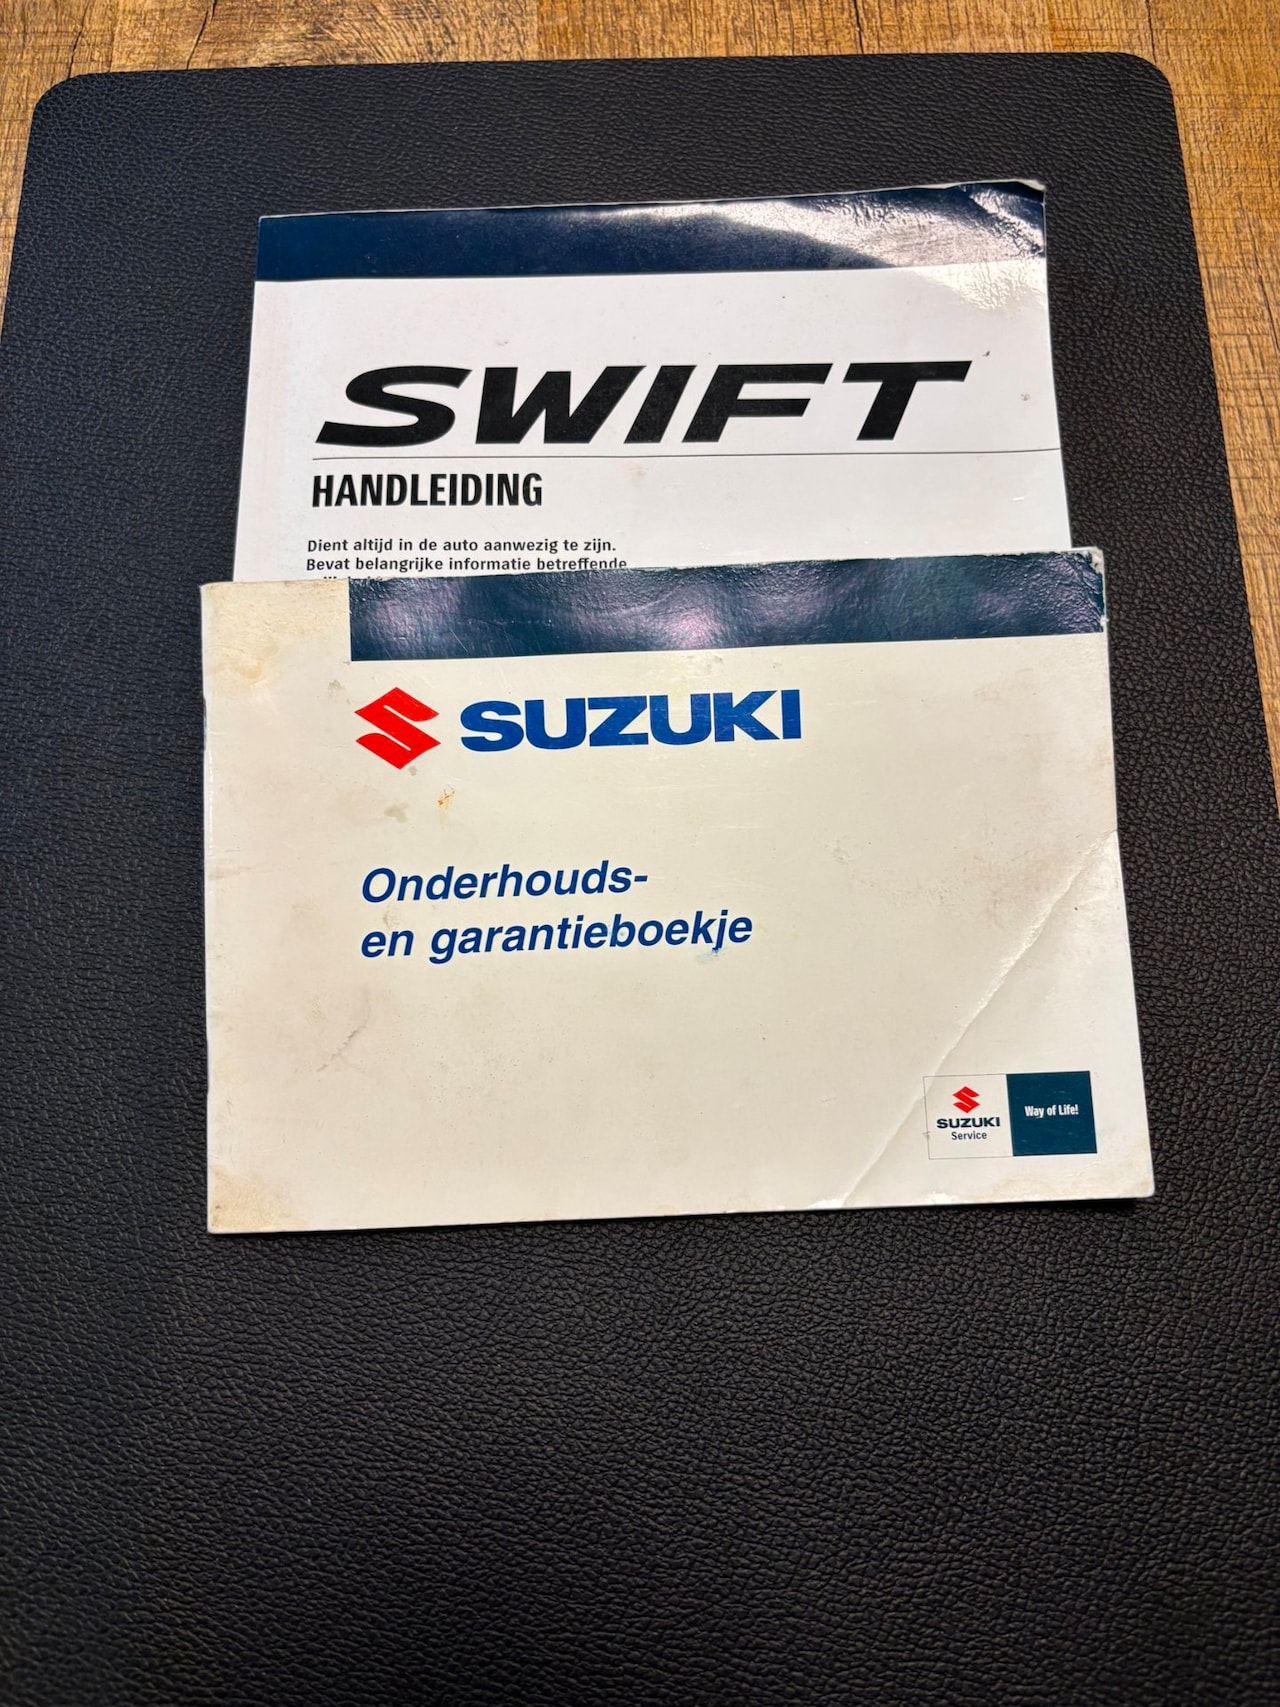 SWIFT
HANDLEIDING
Dient altijd in de auto aanwezig te zijn.
Bevat belangrijke informatie betreffende
SUZUKI
Onderhouds-
en garantieboekje
SUZUKI
Service
Way of Life!